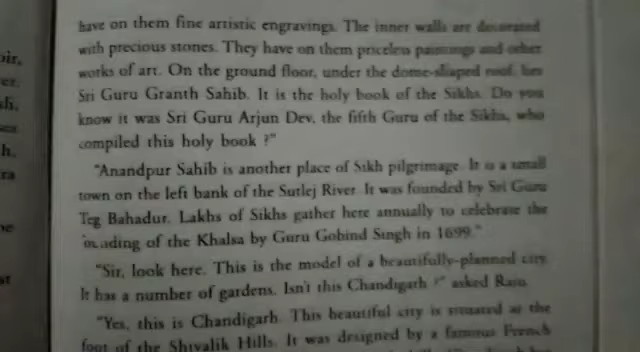 have on them fine artistic engravings. The inner walls are decorated
with precious stones. They have on them priceless paintings and other
works of art. On the ground floor, under the dome-shaped roof, lies
Sri Guru Granth Sahib. It is the holy book of the Sikhs. Do you
know it was Sri Guru Arjun Dev, the fifth Guru of the Sikhs, who
compiled this holy book ?"
"Anandpur Sahib is another place of Sikh pilgrimage. It is a small
town on the left bank of the Sutlej River. It was founded by Sri Guru
Teg Bahadur. Lakhs of Sikhs gather here annually to celebrate the
founding of the Khalsa by Guru Gobind Singh in 1699."
"Sir, look here. This is the model of a beautifully-planned city.
It has a number of gardens. Isn't this Chandigarh ?" asked Raju.
"Yes, this is Chandigarh. This beautiful city is situated at the
foot of the Shivalik Hills. It was designed by a famous French